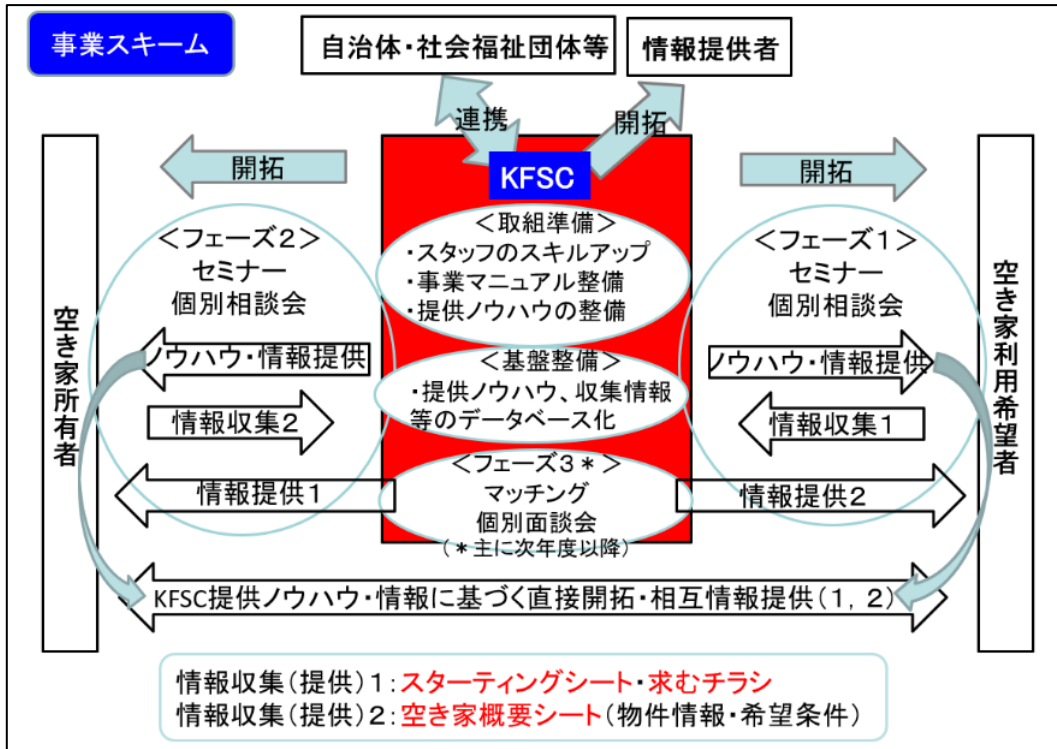 事業スキーム
自治体・社会福祉団体等
情報提供者
連携
開拓
KFSC
開拓
開拓
空き家所有者
<フェーズ2>
セミナー
個別相談会
ノウハウ・情報提供
情報収集2
情報提供1
<取組準備>
・スタッフのスキルアップ
・事業マニュアル整備
・提供ノウハウの整備
<基盤整備>
・提供ノウハウ、収集情報
等のデータベース化
<フェーズ3*>
マッチング
個別面談会
(*主に次年度以降)
<フェーズ1>
セミナー
個別相談会
ノウハウ・情報提供
情報収集1
情報提供2
空き家利用希望者
KFSC提供ノウハウ・情報に基づく直接開拓・相互情報提供(1,2)
情報収集(提供)1:スターティングシート・求むチラシ
情報収集(提供)2:空き家概要シート(物件情報・希望条件)